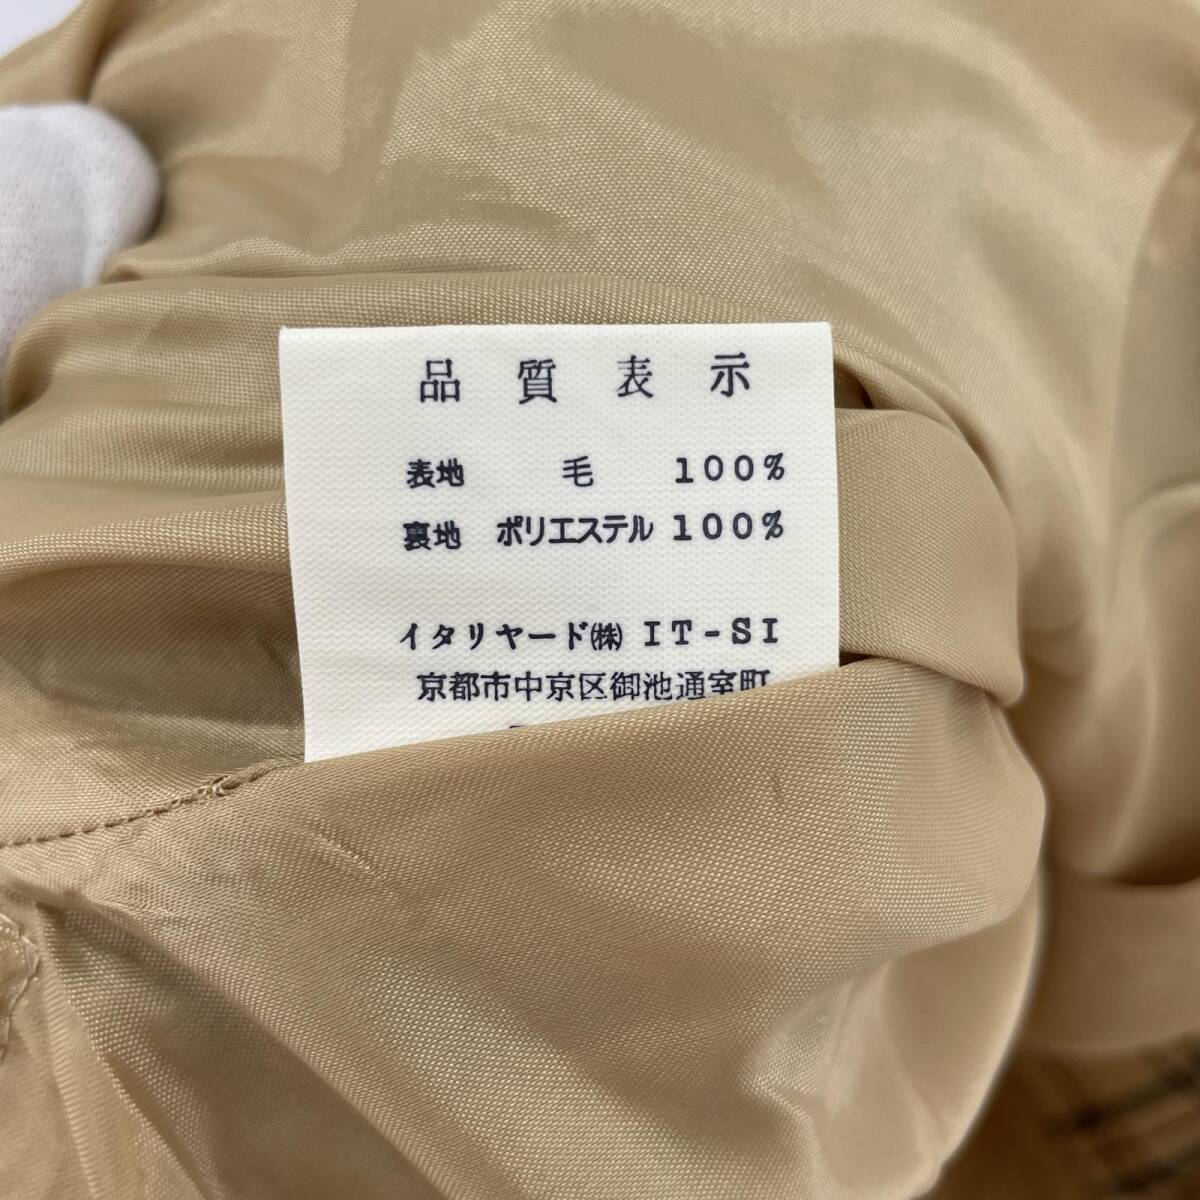 品質表示
表地 毛 100%
裏地 ポリエステル 100%
イタリヤード㈱ IT-SI
京都市中京区御池通室町